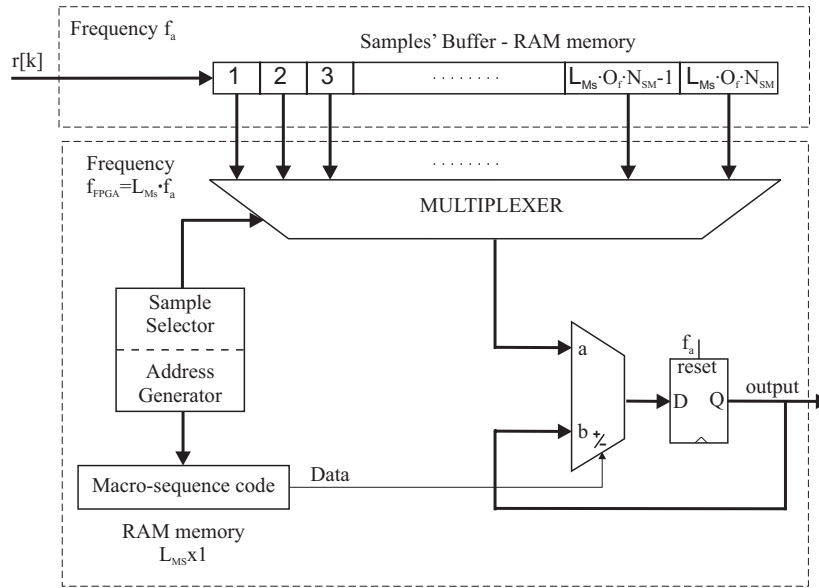 Frequency fa
Samples' Buffer - RAM memory
r[k]
1 2 3 ........ LMs·Of·NSM-1 LMs·Of·NSM
Frequency
fFPGA=LMs·fa
........
MULTIPLEXER
Sample
Selector
Address
Generator
a
b
+/-
fa
reset
D Q
output
Macro-sequence code
Data
RAM memory
LMSx1